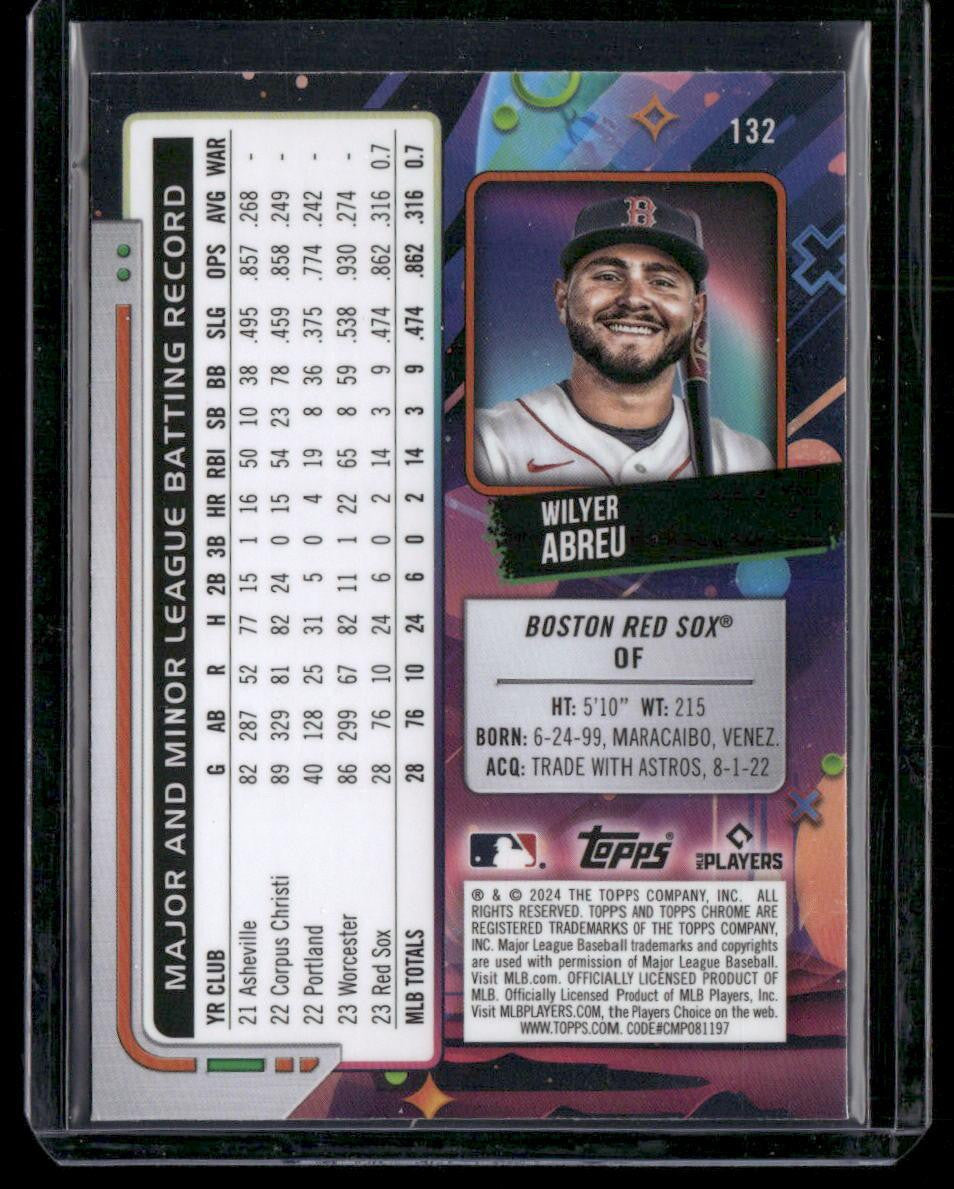 132
WILYER
ABREU
BOSTON RED SOX®
OF
HT: 5'10" WT: 215
BORN: 6-24-99, MARACAIBO, VENEZ.
ACQ: TRADE WITH ASTROS, 8-1-22
Topps®
MLB PLAYERS
® & © 2024 THE TOPPS COMPANY, INC. ALL
RIGHTS RESERVED. TOPPS AND TOPPS CHROME ARE
REGISTERED TRADEMARKS OF THE TOPPS COMPANY,
INC. Major League Baseball trademarks and copyrights
are used with permission of Major League Baseball.
Visit MLB.com. OFFICIALLY LICENSED PRODUCT OF
MLB. Officially Licensed Product of MLB Players, Inc.
Visit MLBPLAYERS.COM, the Players Choice on the web.
WWW.TOPPS.COM. CODE#CMP081197
MAJOR AND MINOR LEAGUE BATTING RECORD
YR CLUB G AB R H 2B 3B HR RBI SB BB SLG OPS AVG WAR
21 Asheville 82 287 52 77 15 1 16 50 10 38 .495 .857 .268 -
22 Corpus Christi 89 329 81 82 24 0 15 54 23 78 .459 .858 .249 -
22 Portland 40 128 25 31 5 0 4 19 8 36 .375 .774 .242 -
23 Worcester 86 299 67 82 11 1 22 65 8 59 .538 .930 .274 -
23 Red Sox 28 76 10 24 6 0 2 14 3 9 .474 .862 .316 0.7
MLB TOTALS 28 76 10 24 6 0 2 14 3 9 .474 .862 .316 0.7